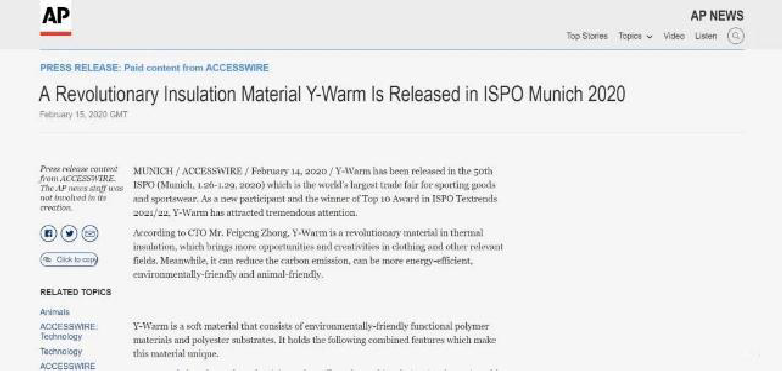 AP
AP NEWS
Top Stories Topics Video Listen
PRESS RELEASE: Paid content from ACCESSWIRE
A Revolutionary Insulation Material Y-Warm Is Released in ISPO Munich 2020
February 15, 2020 GMT
Press release content
from ACCESSWIRE.
The AP news staff was
not involved in its
creation.
Click to copy
RELATED TOPICS
Animals
ACCESSWIRE:
Technology
Technology
ACCESSWIRE
MUNICH / ACCESSWIRE / February 14, 2020 / Y-Warm has been released in the 50th
ISPO (Munich, 1.26-1.29, 2020) which is the world's largest trade fair for sporting goods
and sportswear. As a new participant and the winner of Top 10 Award in ISPO Textrends
2021/22, Y-Warm has attracted tremendous attention.
According to CTO Mr. Feipeng Zhong, Y-Warm is a revolutionary material in thermal
insulation, which brings more opportunities and creativities in clothing and other relevant
fields. Meanwhile, it can reduce the carbon emission, can be more energy-efficient,
environmentally-friendly and animal-friendly.
Y-Warm is a soft material that consists of environmentally-friendly functional polymer
materials and polyester substrates. It holds the following combined features which make
this material unique.